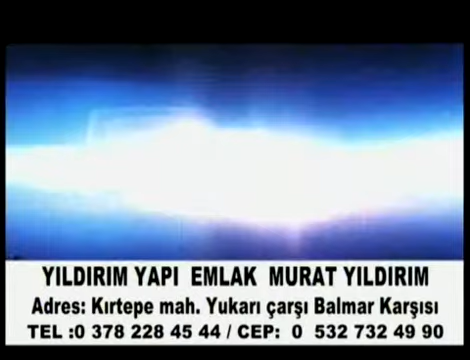 YILDIRIM YAPI EMLAK MURAT YILDIRIM
Adres: Kırtepe mah. Yukarı çarşı Balmar Karşısı
TEL :0 378 228 45 44 / CEP: 0 532 732 49 90